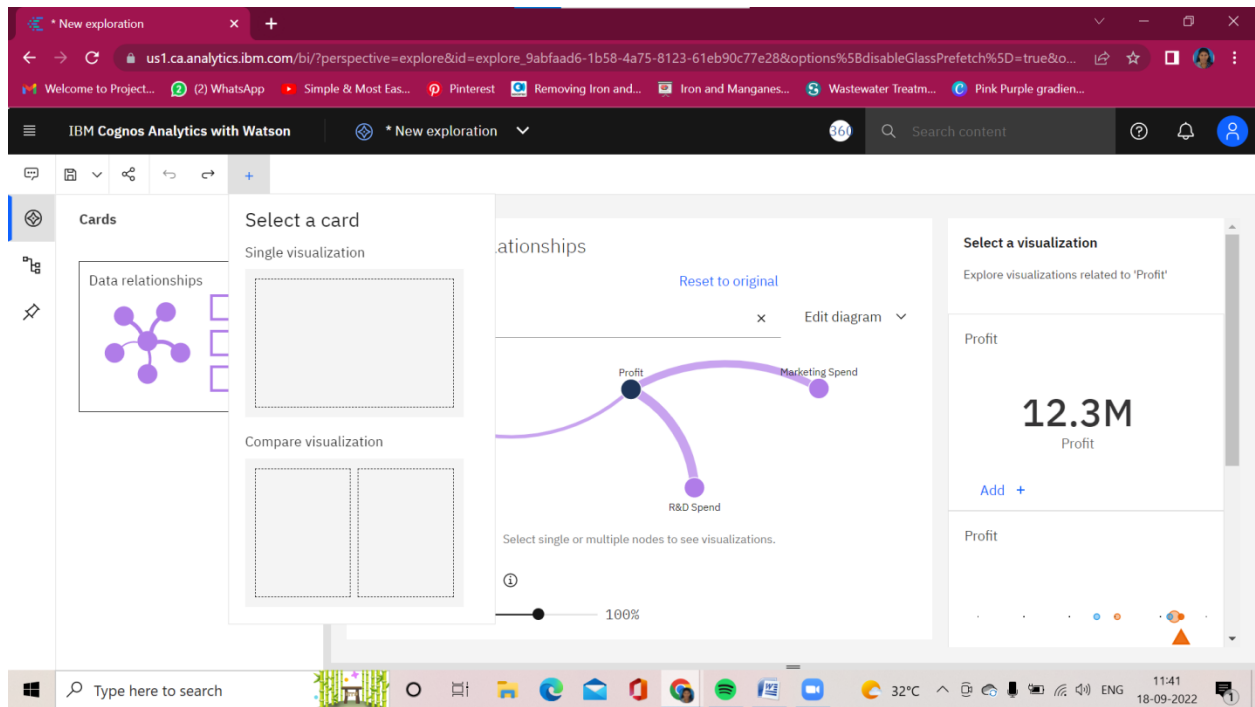 * New exploration
us1.ca.analytics.ibm.com/bi/?perspective=explore&id=explore_9abfaad6-1b58-4a75-8123-61eb90c77e28&options%5BdisableGlassPrefetch%5D=true&o...
Welcome to Project... (2) WhatsApp Simple & Most Eas... Pinterest Removing Iron and... Iron and Manganes... Wastewater Treatm... Pink Purple gradien...
IBM Cognos Analytics with Watson * New exploration 360 Search content
Cards
Data relationships
Select a card
Single visualization
Compare visualization
ationships
Reset to original
Edit diagram
Profit
Marketing Spend
R&D Spend
Select single or multiple nodes to see visualizations.
100%
Select a visualization
Explore visualizations related to 'Profit'
Profit
12.3M
Profit
Add +
Profit
Type here to search 32°C ENG 11:41
18-09-2022
1